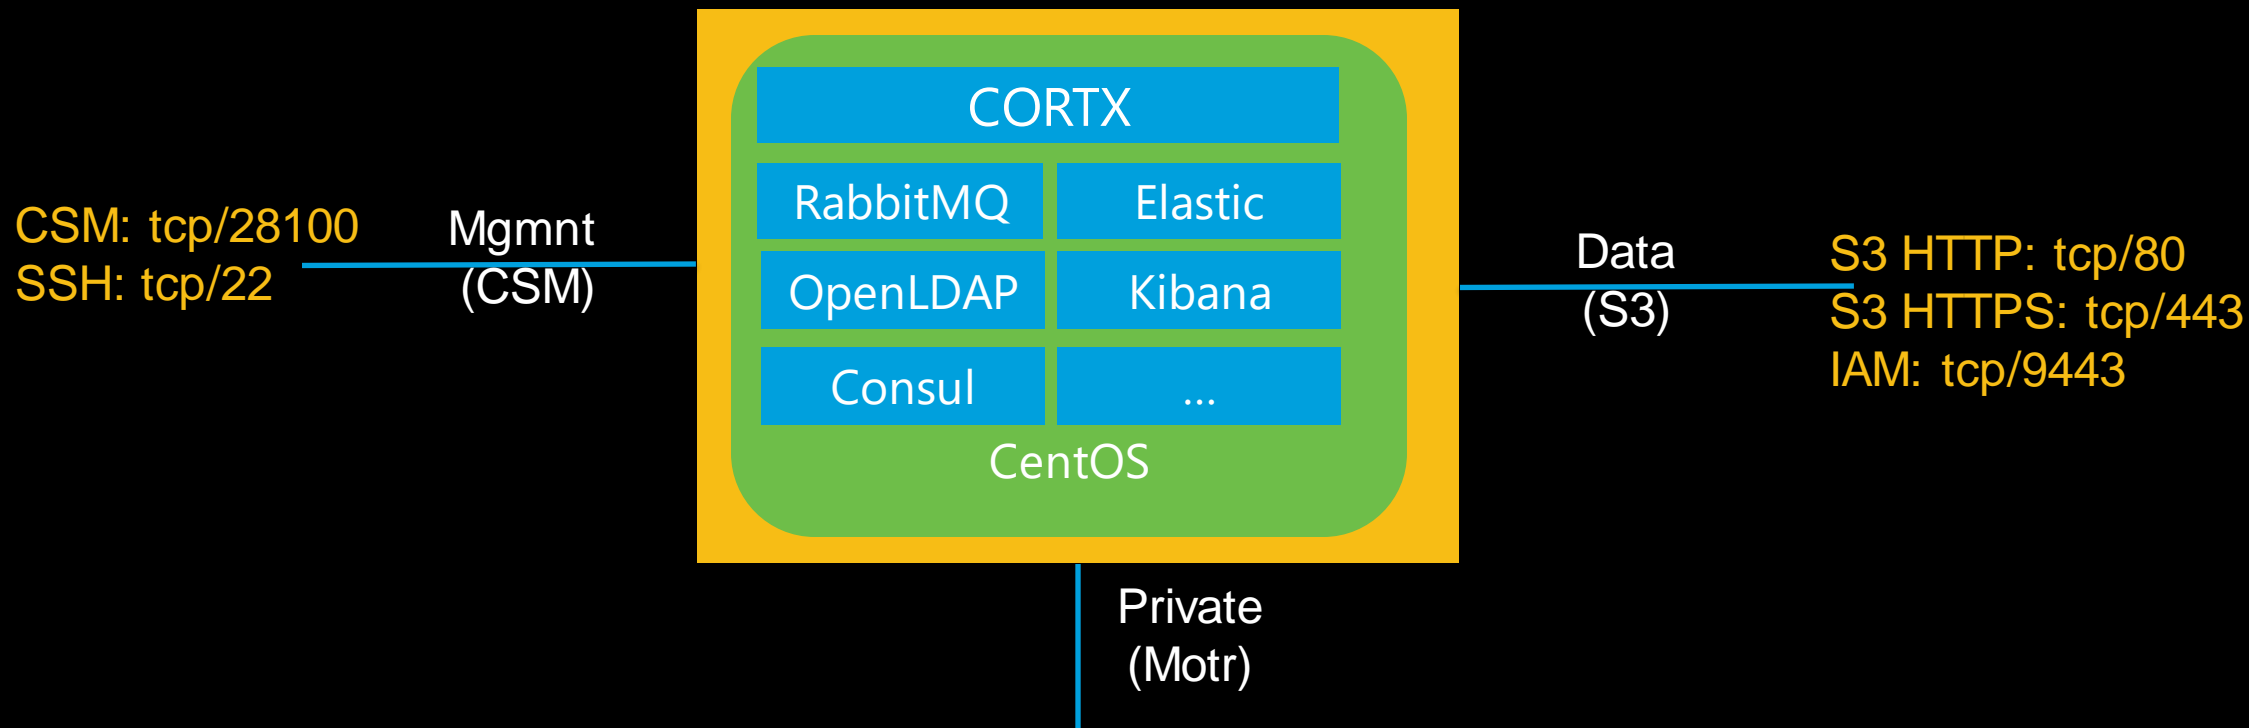 CORTX
RabbitMQ
Elastic
OpenLDAP
Kibana
Consul
...
CentOS
CSM: tcp/28100
SSH: tcp/22
Mgmnt
(CSM)
Data
(S3)
S3 HTTP: tcp/80
S3 HTTPS: tcp/443
IAM: tcp/9443
Private
(Motr)